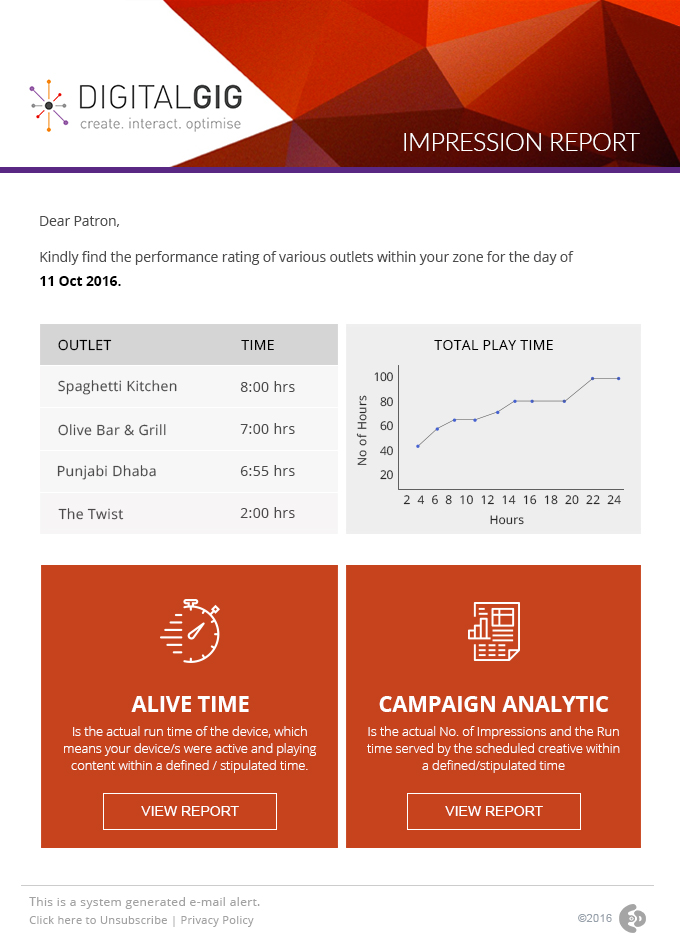 DIGITALGIG
create. interact. optimise
IMPRESSION REPORT
Dear Patron,
Kindly find the performance rating of various outlets within your zone for the day of
11 Oct 2016.
OUTLET TIME
Spaghetti Kitchen 8:00 hrs
Olive Bar & Grill 7:00 hrs
Punjabi Dhaba 6:55 hrs
The Twist 2:00 hrs
TOTAL PLAY TIME
No of Hours
100
80
60
40
20
2 4 6 8 10 12 14 16 18 20 22 24
Hours
ALIVE TIME
Is the actual run time of the device, which
means your device/s were active and playing
content within a defined / stipulated time.
VIEW REPORT
CAMPAIGN ANALYTIC
Is the actual No. of Impressions and the Run
time served by the scheduled creative within
a defined/stipulated time
VIEW REPORT
This is a system generated e-mail alert.
Click here to Unsubscribe | Privacy Policy
©2016